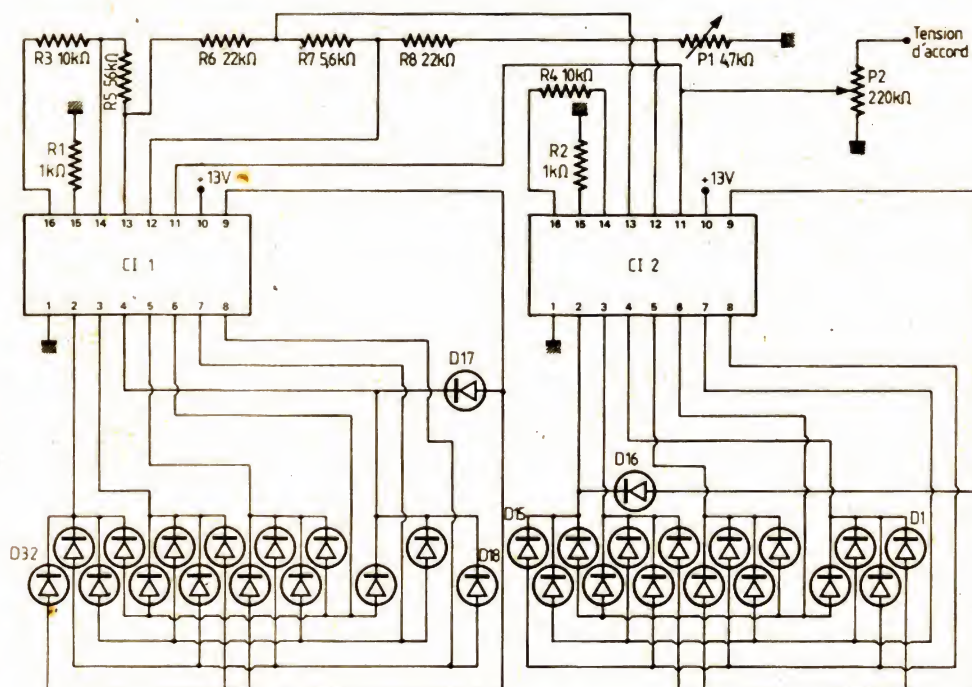 R3 10kΩ
R5 56kΩ
R6 22kΩ
R7 5,6kΩ
R8 22kΩ
P1 4,7kΩ
Tension
d'accord
P2
220kΩ
R4 10kΩ
R1
1kΩ
R2
1kΩ
+13V
+13V
16 15 14 13 12 11 10 9
CI 1
1 2 3 4 5 6 7 8
16 15 14 13 12 11 10 9
CI 2
1 2 3 4 5 6 7 8
D17
D16
D32
D18
D15
D1